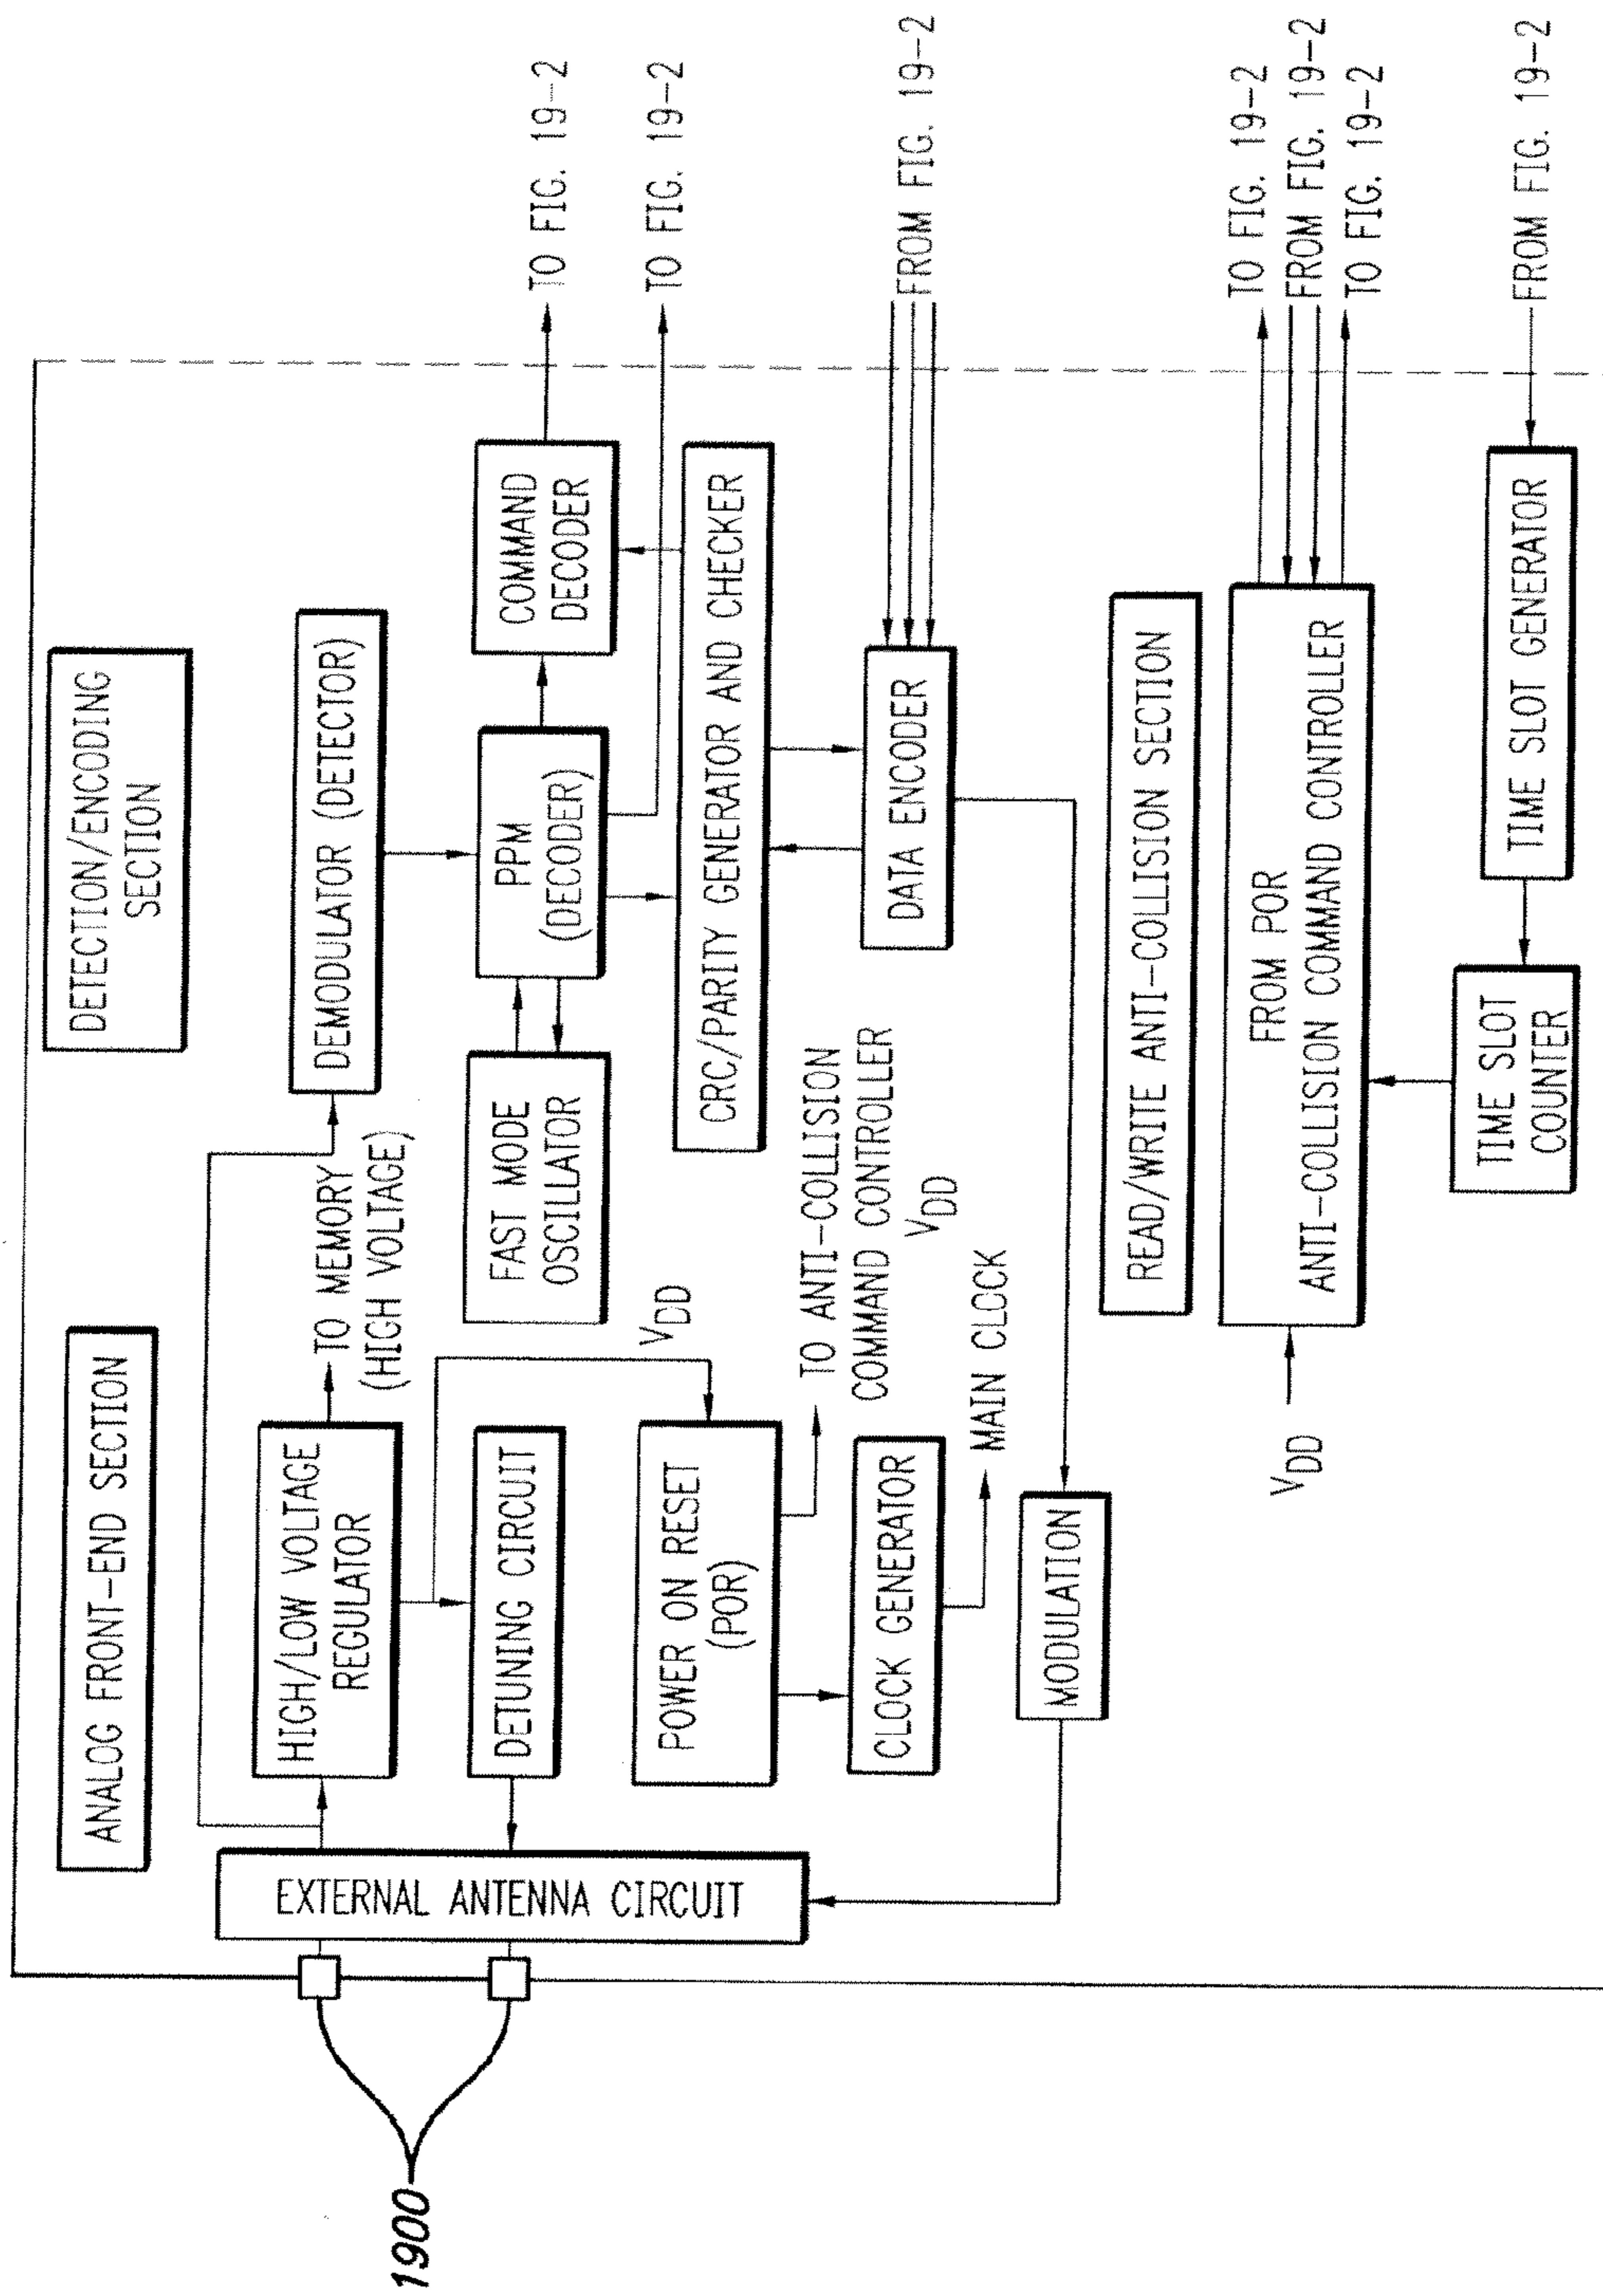 ANALOG FRONT-END SECTION
DETECTION/ENCODING
SECTION
HIGH/LOW VOLTAGE
REGULATOR
TO MEMORY
(HIGH VOLTAGE)
DEMODULATOR (DETECTOR)
EXTERNAL ANTENNA CIRCUIT
1900
DETUNING CIRCUIT
VDD
FAST MODE
OSCILLATOR
PPM
(DECODER)
COMMAND
DECODER
TO FIG. 19-2
TO FIG. 19-2
POWER ON RESET
(POR)
CRC/PARITY GENERATOR AND CHECKER
TO ANTI-COLLISION
COMMAND CONTROLLER
VDD
CLOCK GENERATOR
MAIN CLOCK
DATA ENCODER
FROM FIG. 19-2
MODULATION
READ/WRITE ANTI-COLLISION SECTION
VDD
FROM POR
ANTI-COLLISION COMMAND CONTROLLER
TO FIG. 19-2
FROM FIG. 19-2
TO FIG. 19-2
TIME SLOT
COUNTER
TIME SLOT GENERATOR
FROM FIG. 19-2